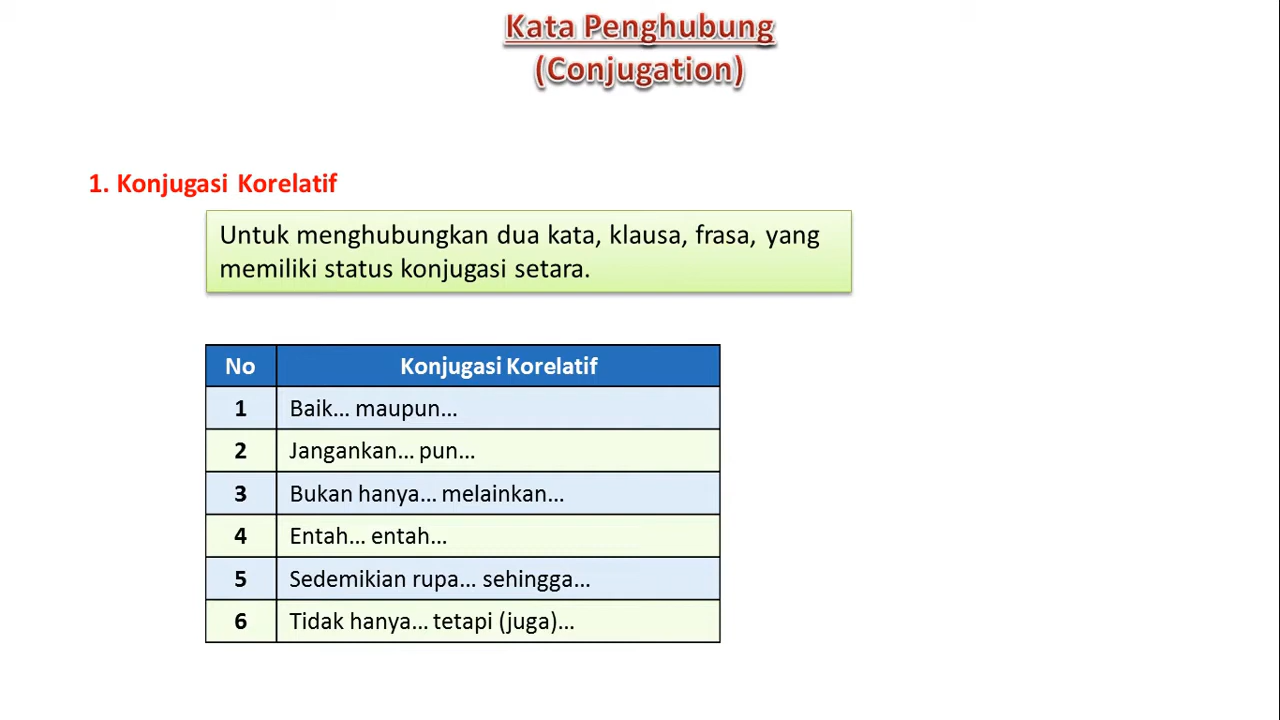 Kata Penghubung
(Conjugation)
1. Konjugasi Korelatif
Untuk menghubungkan dua kata, klausa, frasa, yang
memiliki status konjugasi setara.
No Konjugasi Korelatif
1 Baik... maupun...
2 Jangankan... pun...
3 Bukan hanya... melainkan...
4 Entah... entah...
5 Sedemikian rupa... sehingga...
6 Tidak hanya... tetapi (juga)...